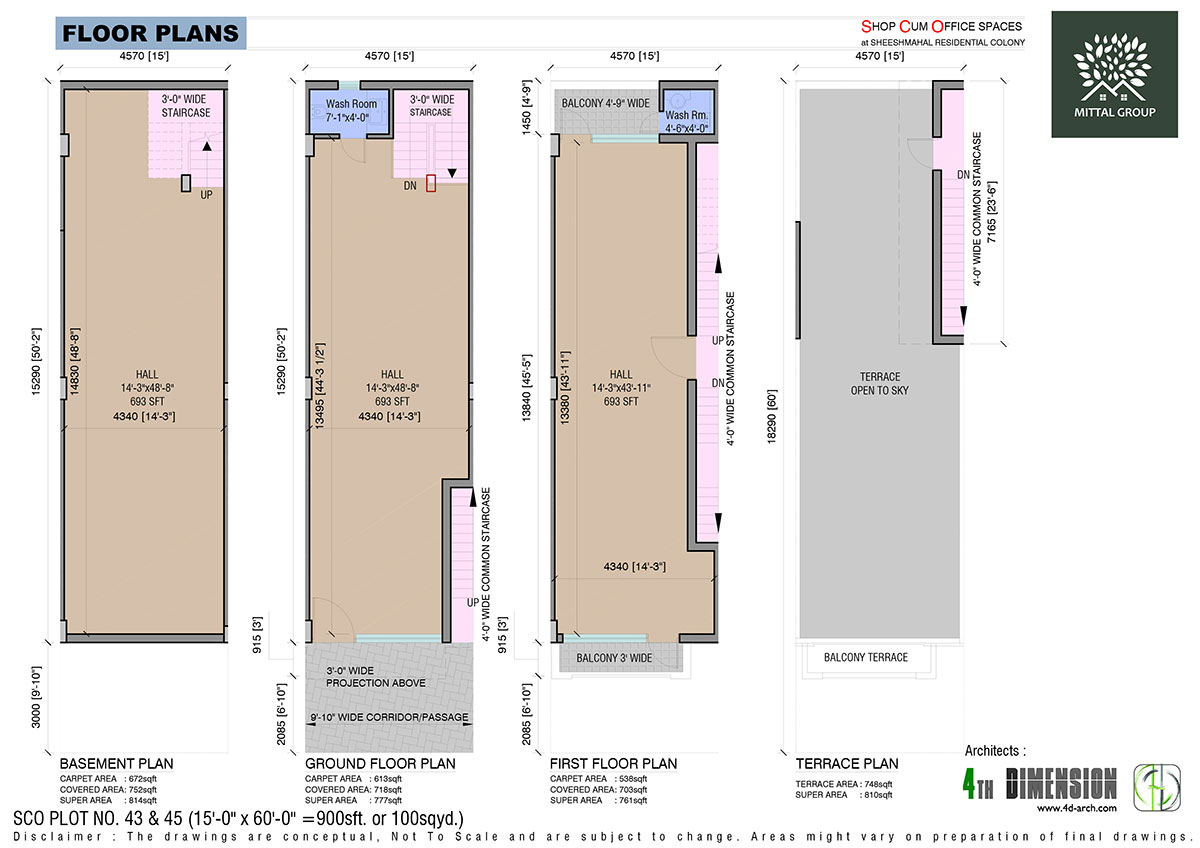 FLOOR PLANS
SHOP CUM OFFICE SPACES
at SHEESHMAHAL RESIDENTIAL COLONY
MITTAL GROUP
4570 [15']
3'-0" WIDE
STAIRCASE
UP
15290 [50'-2"]
14830 [48'-8"]
HALL
14'-3"x48'-8"
693 SFT
4340 [14'-3"]
3000 [9'-10"]
BASEMENT PLAN
CARPET AREA : 672sqft
COVERED AREA: 752sqft
SUPER AREA : 814sqft
4570 [15']
Wash Room
7'-1"x4'-0"
3'-0" WIDE
STAIRCASE
DN
15290 [50'-2"]
13495 [44'-3 1/2"]
HALL
14'-3"x48'-8"
693 SFT
4340 [14'-3"]
4'-0" WIDE COMMON STAIRCASE
UP
915 [3']
3'-0" WIDE
PROJECTION ABOVE
9'-10" WIDE CORRIDOR/PASSAGE
2085 [6'-10"]
GROUND FLOOR PLAN
CARPET AREA : 613sqft
COVERED AREA: 718sqft
SUPER AREA : 777sqft
4570 [15']
1450 [4'-9"]
BALCONY 4'-9" WIDE
Wash Rm.
4'-6"x4'-0"
13840 [45'-5"]
13380 [43'-11"]
HALL
14'-3"x43'-11"
693 SFT
UP
DN
4'-0" WIDE COMMON STAIRCASE
4340 [14'-3"]
915 [3']
BALCONY 3' WIDE
2085 [6'-10"]
FIRST FLOOR PLAN
CARPET AREA : 538sqft
COVERED AREA: 703sqft
SUPER AREA : 761sqft
4570 [15']
DN
4'-0" WIDE COMMON STAIRCASE
7165 [23'-6"]
18290 [60']
TERRACE
OPEN TO SKY
BALCONY TERRACE
TERRACE PLAN
TERRACE AREA : 748sqft
SUPER AREA : 810sqft
Architects :
4TH DIMENSION
www.4d-arch.com
SCO PLOT NO. 43 & 45 (15'-0" x 60'-0" =900sft. or 100sqyd.)
Disclaimer : The drawings are conceptual, Not To Scale and are subject to change. Areas might vary on preparation of final drawings.